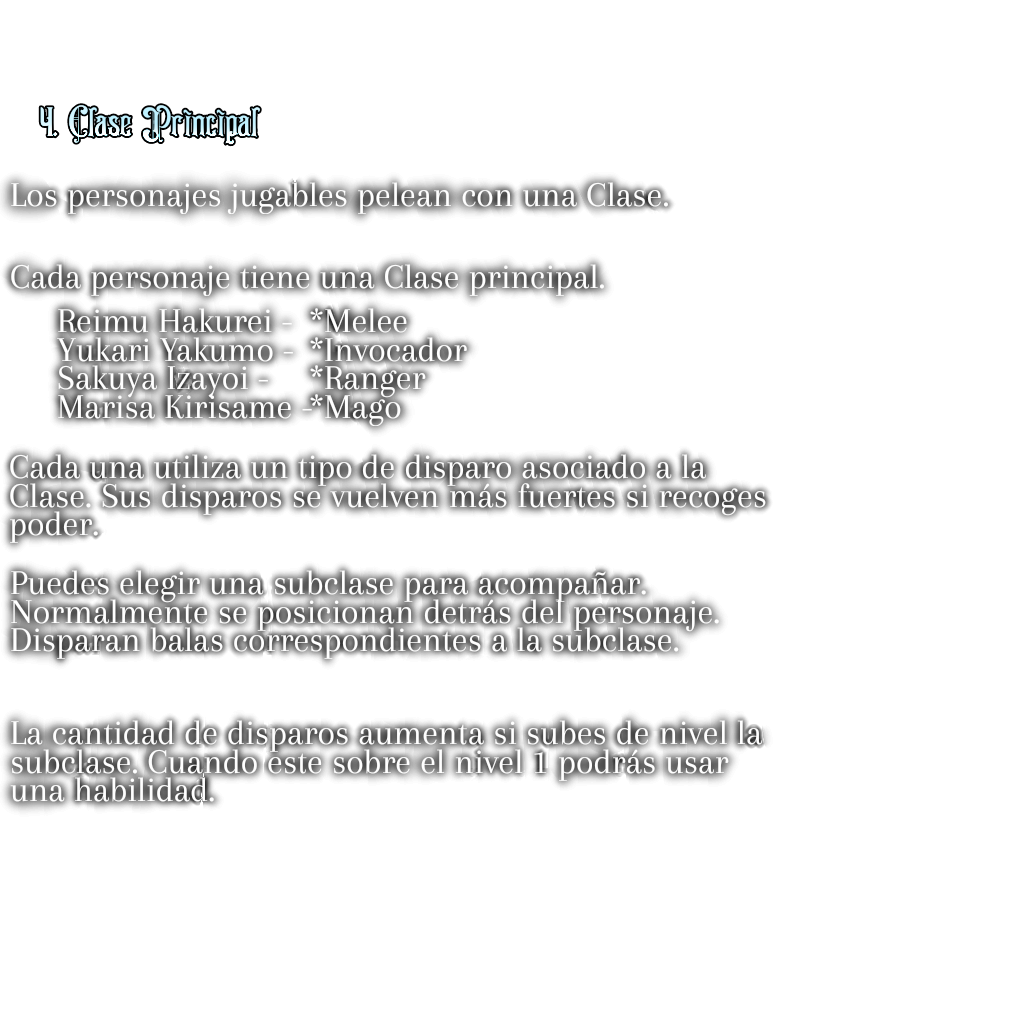 4. Clase Principal
Los personajes jugables pelean con una Clase.
Cada personaje tiene una Clase principal.
Reimu Hakurei - *Melee
Yukari Yakumo - *Invocador
Sakuya Izayoi - *Ranger
Marisa Kirisame -*Mago
Cada una utiliza un tipo de disparo asociado a la
Clase. Sus disparos se vuelven más fuertes si recoges
poder.
Puedes elegir una subclase para acompañar.
Normalmente se posicionan detrás del personaje.
Disparan balas correspondientes a la subclase.
La cantidad de disparos aumenta si subes de nivel la
subclase. Cuando este sobre el nivel 1 podrás usar
una habilidad.